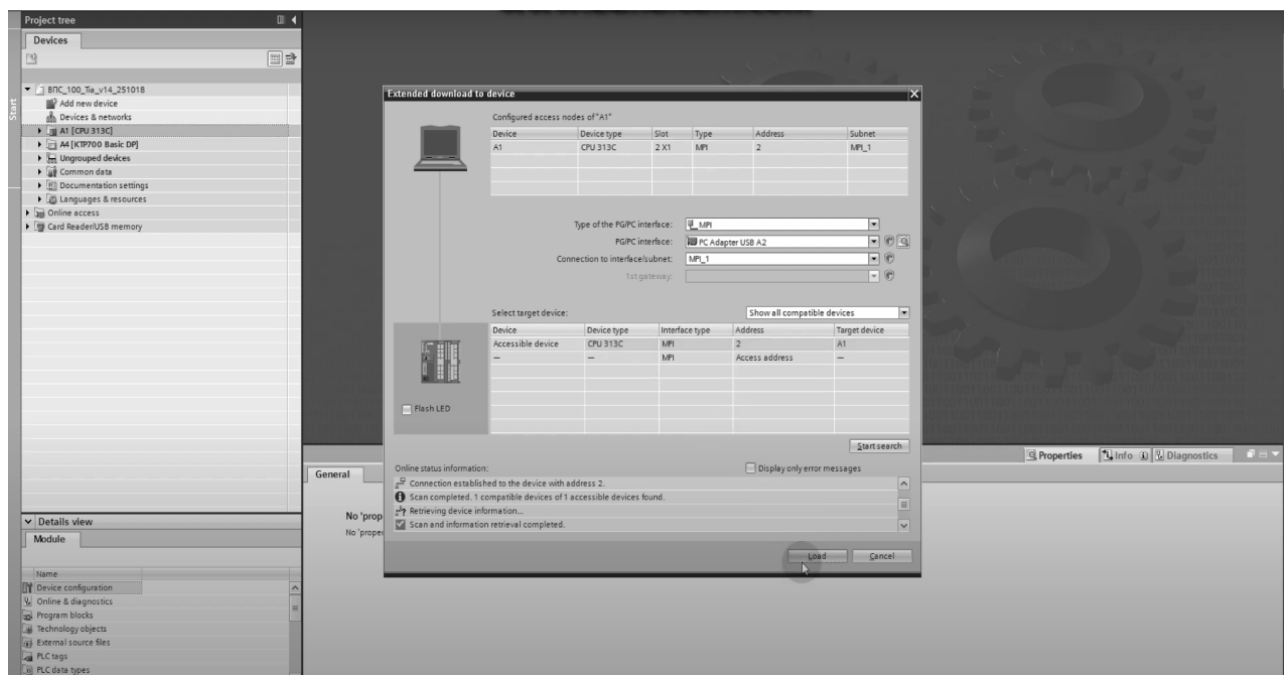 Project tree
Devices
Start
ВПС_100_Tia_v14_251018
Add new device
Devices & networks
A1 [CPU 313C]
A4 [KTP700 Basic DP]
Ungrouped devices
Common data
Documentation settings
Languages & resources
Online access
Card Reader/USB memory
Details view
Module
Name
Device configuration
Online & diagnostics
Program blocks
Technology objects
External source files
PLC tags
PLC data types
Extended download to device
Configured access nodes of "A1"
Device Device type Slot Type Address Subnet
A1 CPU 313C 2 X1 MPI 2 MPI_1
Type of the PG/PC interface: MPI
PG/PC interface: PC Adapter USB A2
Connection to interface/subnet: MPI_1
1st gateway:
Select target device: Show all compatible devices
Device Device type Interface type Address Target device
Accessible device CPU 313C MPI 2 A1
— — MPI Access address —
Flash LED
Start search
Online status information: Display only error messages
Connection established to the device with address 2.
Scan completed. 1 compatible devices of 1 accessible devices found.
Retrieving device information...
Scan and information retrieval completed.
Load Cancel
Properties Info Diagnostics
General
No 'prop
No 'proper